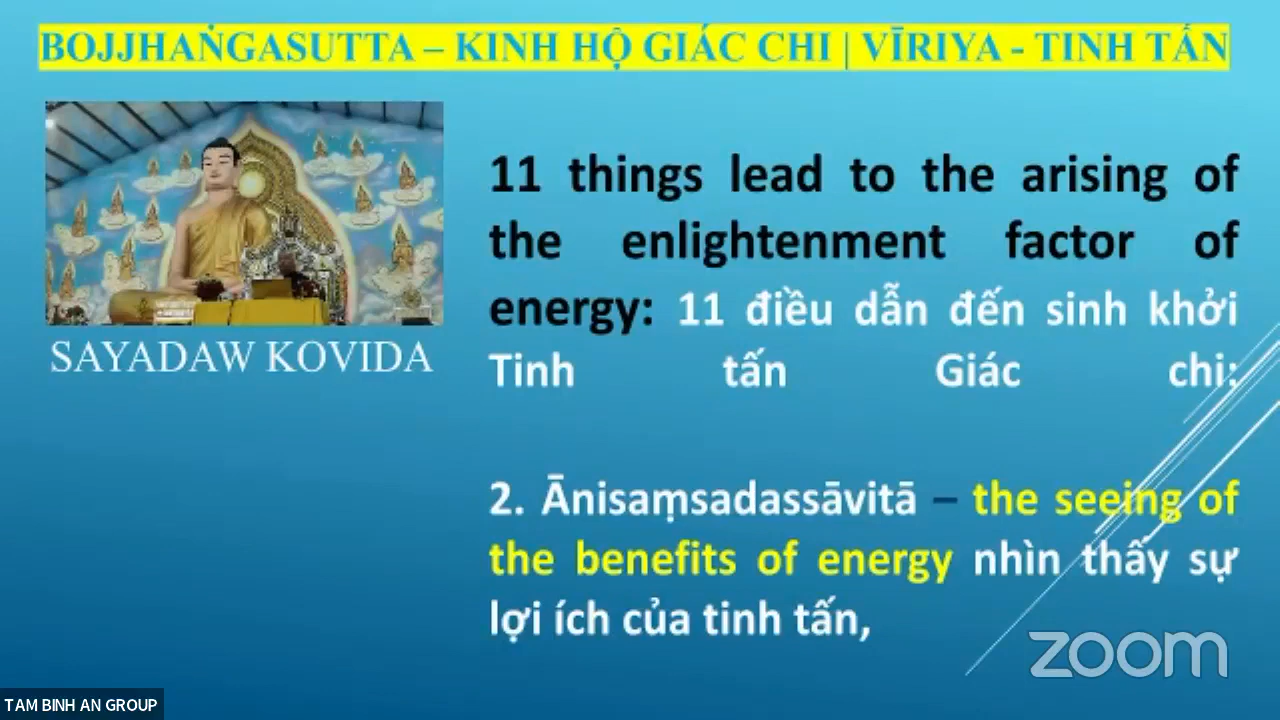 BOJJHAṄGASUTTA – KINH HỘ GIÁC CHI | VĪRIYA - TINH TẤN
SAYADAW KOVIDA
11 things lead to the arising of
the enlightenment factor of
energy: 11 điều dẫn đến sinh khởi
Tinh tấn Giác chi:
2. Ānisaṃsadassāvitā – the seeing of
the benefits of energy nhìn thấy sự
lợi ích của tinh tấn,
zoom
TAM BINH AN GROUP